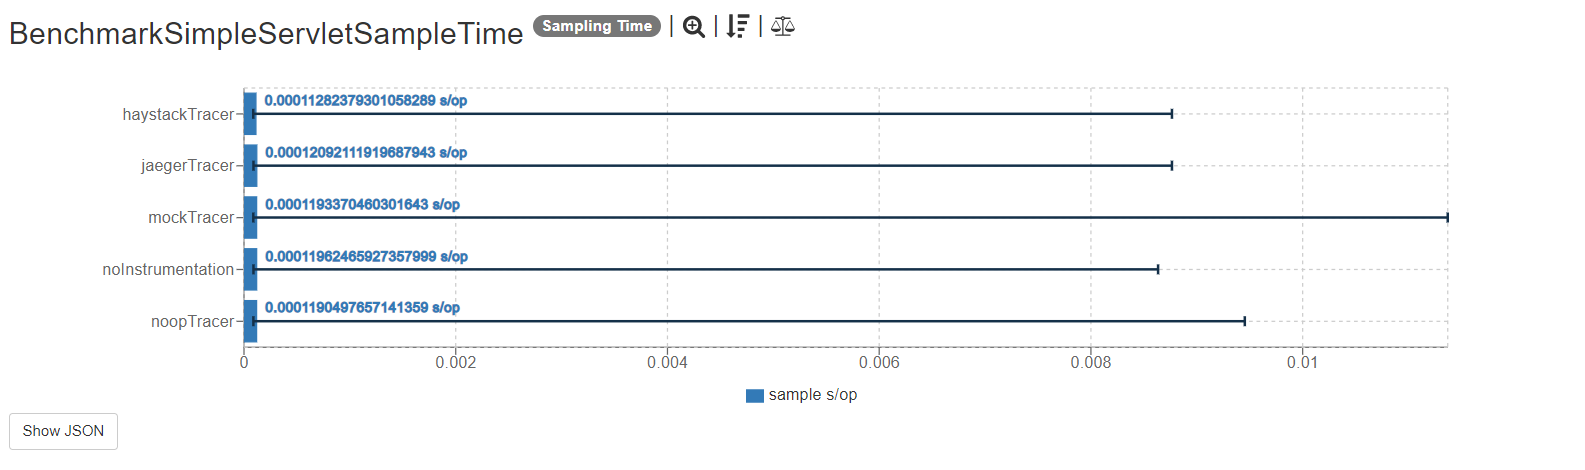 BenchmarkSimpleServletSampleTime Sampling Time
haystackTracer 0.00011282379301058289 s/op
jaegerTracer 0.00012092111919687943 s/op
mockTracer 0.0001193370460301643 s/op
noInstrumentation 0.00011962465927357999 s/op
noopTracer 0.0001190497657141359 s/op
0 0.002 0.004 0.006 0.008 0.01
sample s/op
Show JSON